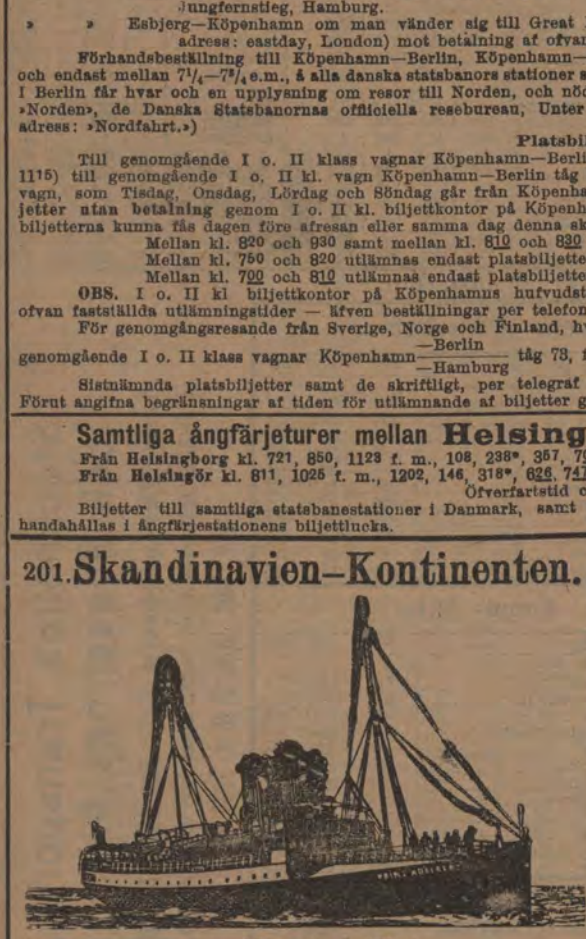 Jungfernstieg, Hamburg.
» » Esbjerg—Köpenhamn om man vänder sig till Great
adress: eastday, London) mot betalning af ofvan
Förhandsbeställning till Köpenhamn—Berlin, Köpenhamn—
och endast mellan 7¹/₄—7³/₄ e.m., å alla danska statsbanors stationer s
I Berlin får hvar och en upplysning om resor till Norden, och nöd
»Norden», de Danska Statsbanornas officiella resebureau, Unter
adress: »Nordfahrt.»)
Platsbil
Till genomgående I o. II klass vagnar Köpenhamn—Berli
11¹⁵) till genomgående I o. II kl. vagn Köpenhamn—Berlin tåg
vagn, som Tisdag, Onsdag, Lördag och Söndag går från Köpenha
jetter utan betalning genom I o. II kl. biljettkontor på Köpenh
biljetterna kunna fås dagen före afresan eller samma dag denna sk
Mellan kl. 820 och 930 samt mellan kl. 810 och 830
Mellan kl. 750 och 820 utlämnas endast platsbiljette
Mellan kl. 700 och 810 utlämnas endast platsbiljette
OBS. I o. II kl biljettkontor på Köpenhamns hufvudst
ofvan fastställda utlämningstider — äfven beställningar per telefon
För genomgångsresande från Sverige, Norge och Finland, hv
—Berlin
genomgående I o. II klass vagnar Köpenhamn ——— tåg 73, f
—Hamburg
Sistnämnda platsbiljetter samt de skriftligt, per telegraf
Förut angifna begränsningar af tiden för utlämnande af biljetter g
Samtliga ångfärjeturer mellan Helsing
Från Helsingborg kl. 721, 850, 1123 f. m., 108, 238*, 357, 
Från Helsingör kl. 811, 1025 f. m., 1202, 146, 318*, 626, 747
Öfverfartstid c
Biljetter till samtliga statsbanestationer i Danmark, samt
handahållas i ångfärjestationens biljettlucka.
201. Skandinavien—Kontinenten.